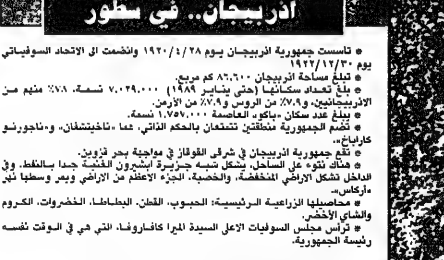 اذربيجان.. في سطور
* تأسست جمهورية اذربيجان يوم ١٩٢٠/٤/٢٨ وانضمت الى الاتحاد السوفياتي
يوم ١٩٢٢/١٢/٣٠
* تبلغ مساحة اذربيجان ٨٦.٦٠٠ كم مربع.
* بلغ تعداد سكانها (حتى يناير ١٩٨٩) ٧.٠٢٩.٠٠٠ نسمة، ٧٨٪ منهم من
الاذربيجانيين، و٧.٩٪ من الروس و٧.٩٪ من الأرمن.
* يبلغ عدد سكان «باكو» العاصمة ١.٧٥٧.٠٠٠ نسمة.
* تضم الجمهورية منطقتين تتمتعان بالحكم الذاتي، هما «ناخيتشفان» و«ناجورنو
كاراباخ».
* تقع جمهورية اذربيجان في شرقي القوقاز في مواجهة بحر قزوين.
* هناك نتوء على الساحل، يشكل شبه جزيرة ابشيرون الغنية جدا بالنفط. وفي
الداخل تشكل الاراضي المنخفضة، والخصبة، الجزء الاعظم من الاراضي ويمر وسطها نهر
«أراكس».
* محاصيلها الزراعية الرئيسية: الحبوب، القطن، البطاطا، الخضروات، الكروم
والشاي الأخضر.
* ترأس مجلس السوفيات الاعلى السيدة الميرا كافاروفا، التي هي في الوقت نفسه
رئيسة الجمهورية.